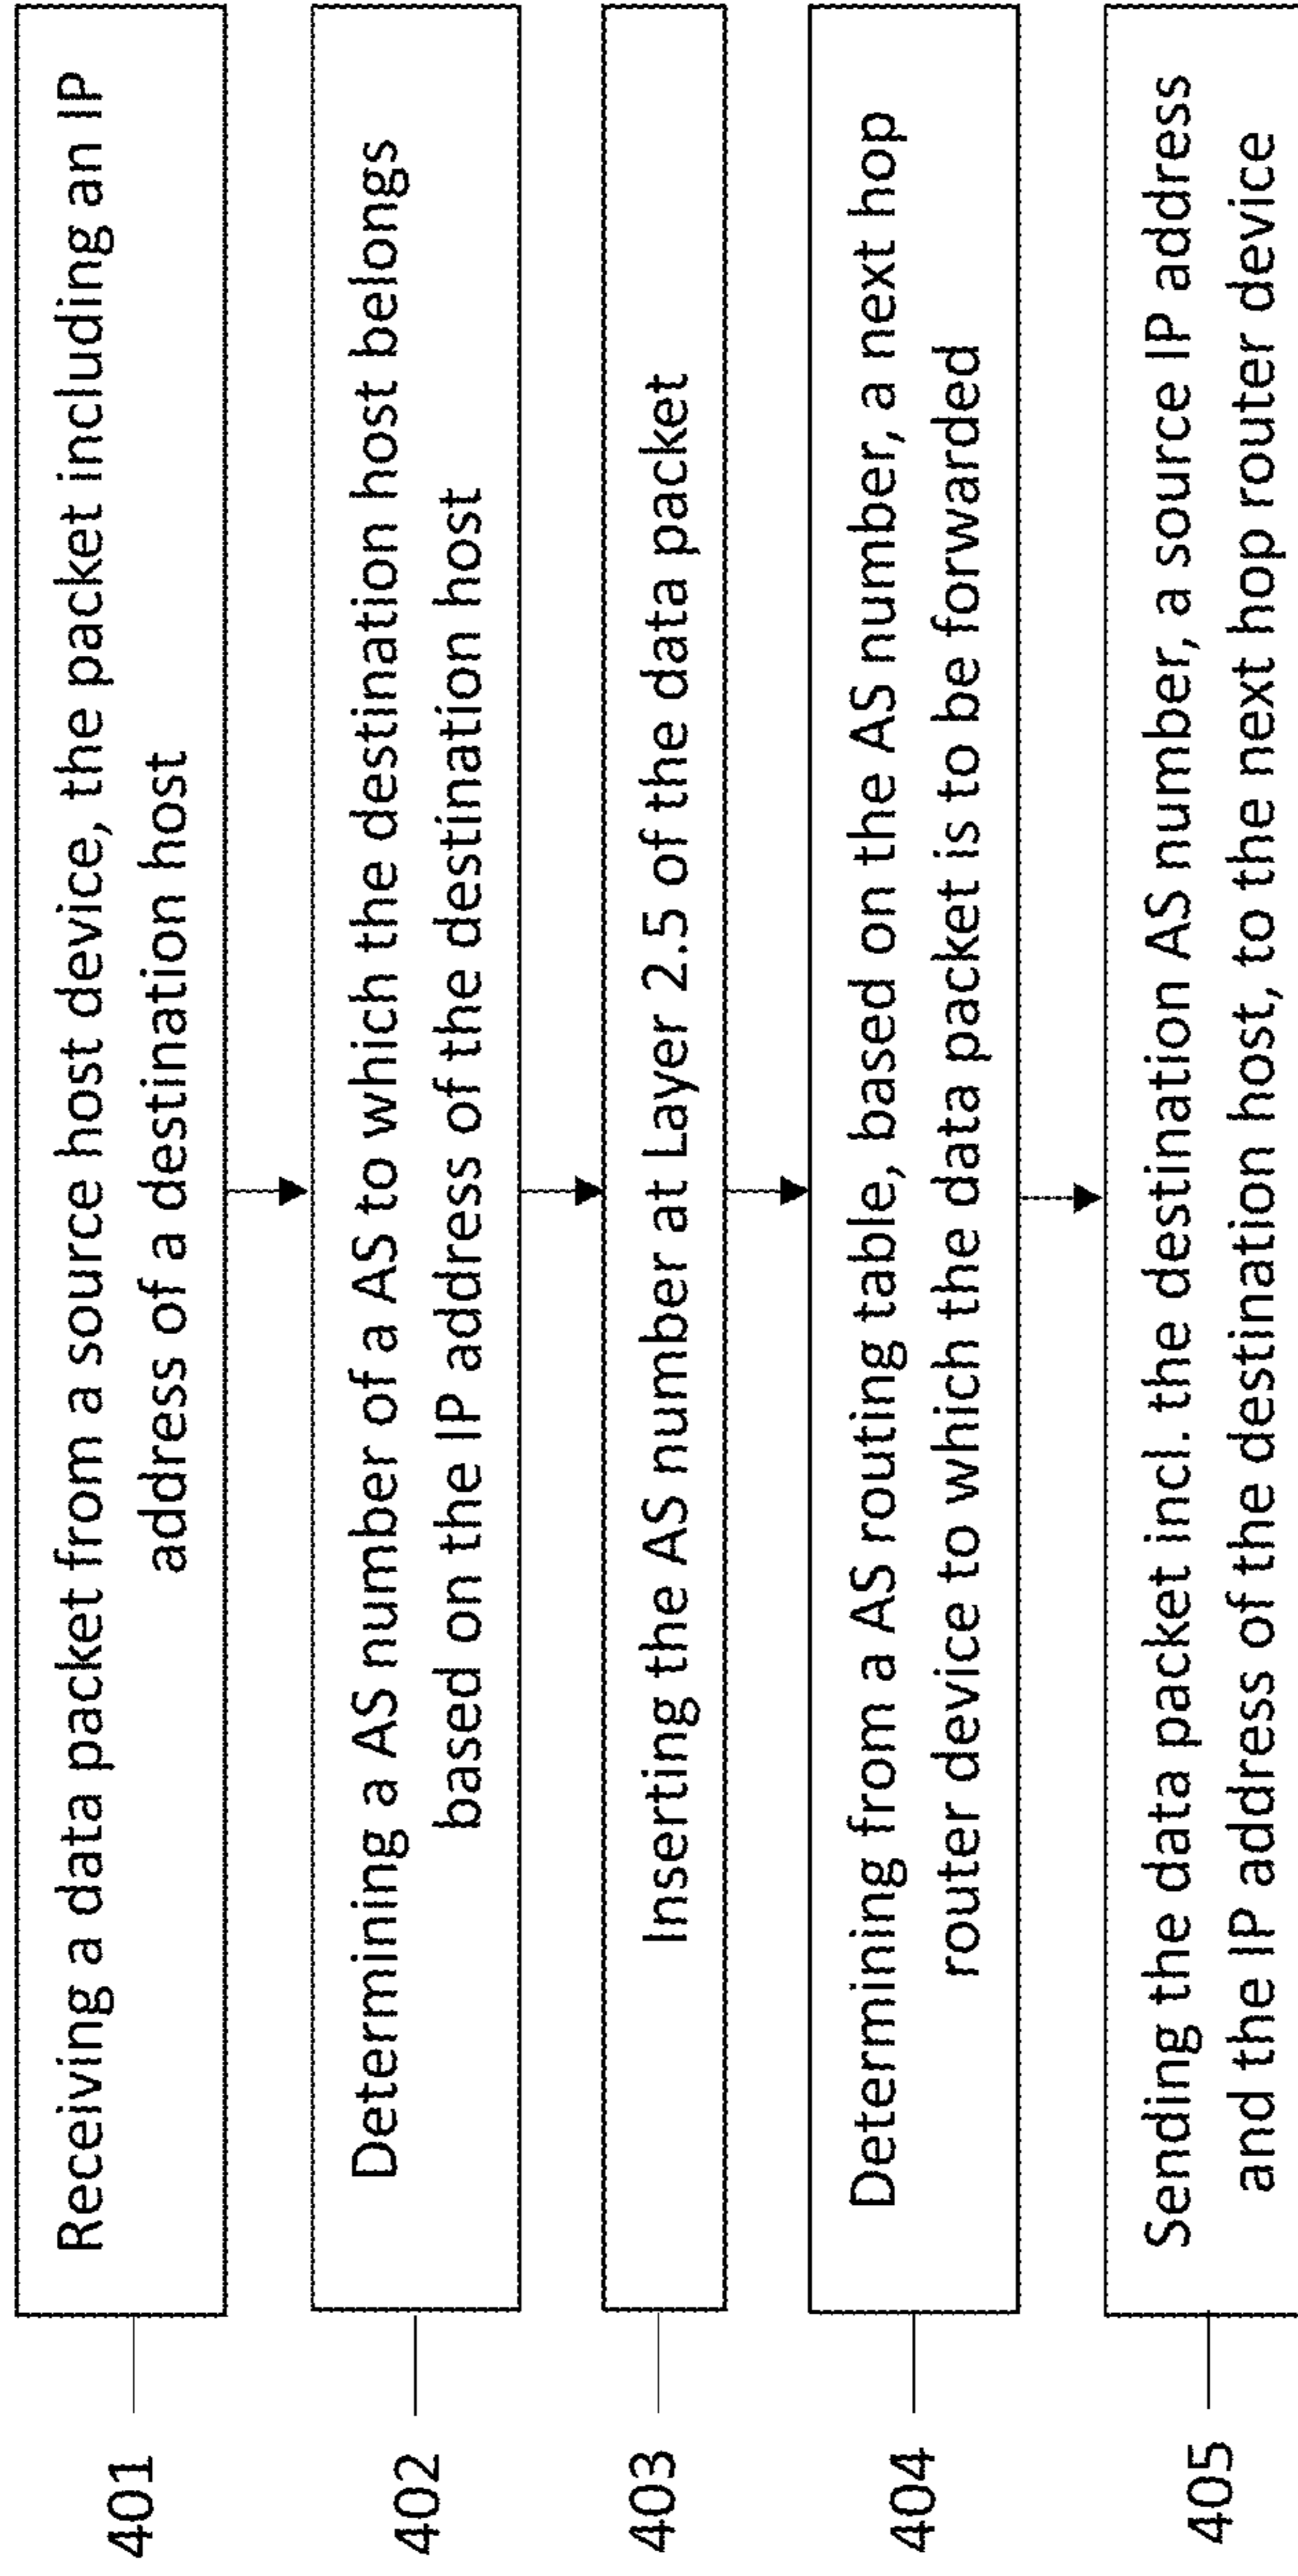 401
Receiving a data packet from a source host device, the packet including an IP
address of a destination host
402
Determining a AS number of a AS to which the destination host belongs
based on the IP address of the destination host
403
Inserting the AS number at Layer 2.5 of the data packet
404
Determining from a AS routing table, based on the AS number, a next hop
router device to which the data packet is to be forwarded
405
Sending the data packet incl. the destination AS number, a source IP address
and the IP address of the destination host, to the next hop router device